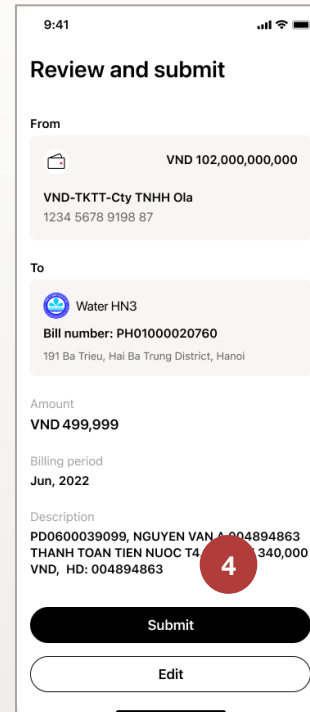 9:41
Review and submit
From
VND 102,000,000,000
VND-TKTT-Cty TNHH Ola
1234 5678 9198 87
To
Water HN3
Bill number: PH01000020760
191 Ba Trieu, Hai Ba Trung District, Hanoi
Amount
VND 499,999
Billing period
Jun, 2022
Description
PD0600039099, NGUYEN VAN A 004894863
THANH TOAN TIEN NUOC T4 340,000
VND, HD: 004894863
4
Submit
Edit